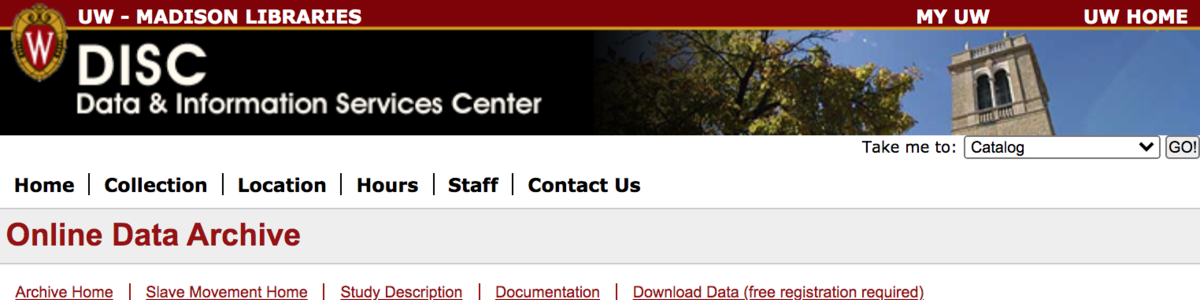 UW - MADISON LIBRARIES MY UW UW HOME
W
DISC
Data & Information Services Center
Take me to: Catalog GO!
Home | Collection | Location | Hours | Staff | Contact Us
Online Data Archive
Archive Home | Slave Movement Home | Study Description | Documentation | Download Data (free registration required)